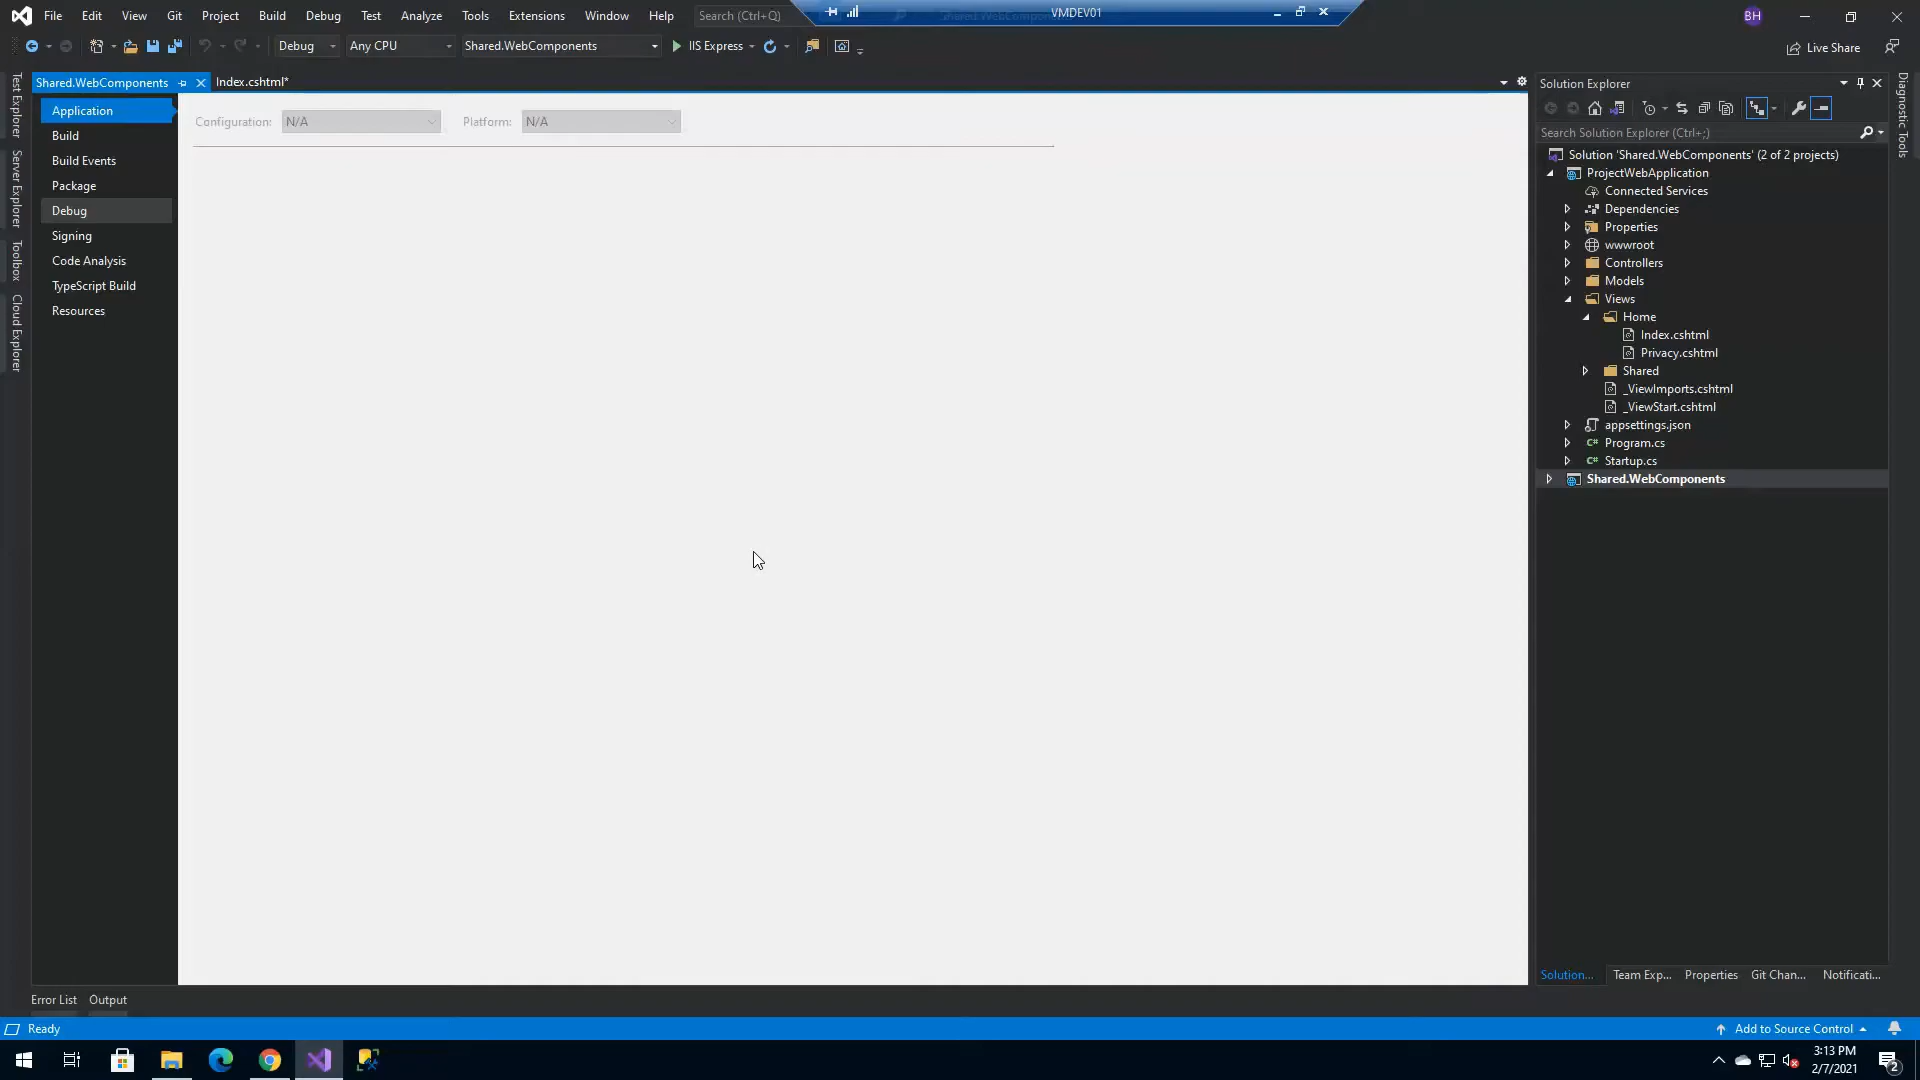 File Edit View Git Project Build Debug Test Analyze Tools Extensions Window Help Search (Ctrl+Q) VMDEV01 BH
Debug Any CPU Shared.WebComponents IIS Express Live Share
Shared.WebComponents Index.cshtml*
Test Explorer
Server Explorer
Toolbox
Cloud Explorer
Application
Build
Build Events
Package
Debug
Signing
Code Analysis
TypeScript Build
Resources
Configuration: N/A Platform: N/A
Solution Explorer
Search Solution Explorer (Ctrl+;)
Solution 'Shared.WebComponents' (2 of 2 projects)
ProjectWebApplication
Connected Services
Dependencies
Properties
wwwroot
Controllers
Models
Views
Home
Index.cshtml
Privacy.cshtml
Shared
_ViewImports.cshtml
_ViewStart.cshtml
appsettings.json
C# Program.cs
C# Startup.cs
Shared.WebComponents
Diagnostic Tools
Solution... Team Exp... Properties Git Chan... Notificati...
Error List Output
Ready Add to Source Control
3:13 PM
2/7/2021
2